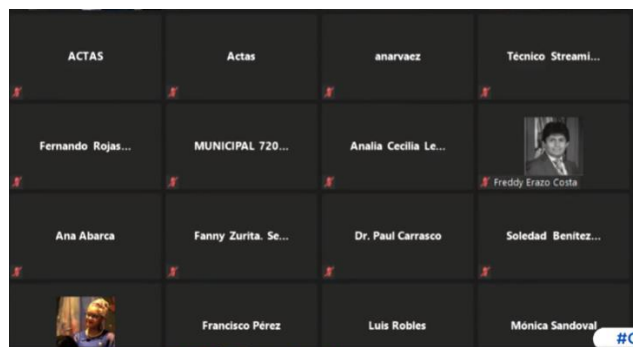 ACTAS
Actas
anarvaez
Técnico Streami...
Fernando Rojas...
MUNICIPAL 720...
Analia Cecilia Le...
Freddy Erazo Costa
Ana Abarca
Fanny Zurita. Se...
Dr. Paul Carrasco
Soledad Benítez...
Francisco Pérez
Luis Robles
Mónica Sandoval